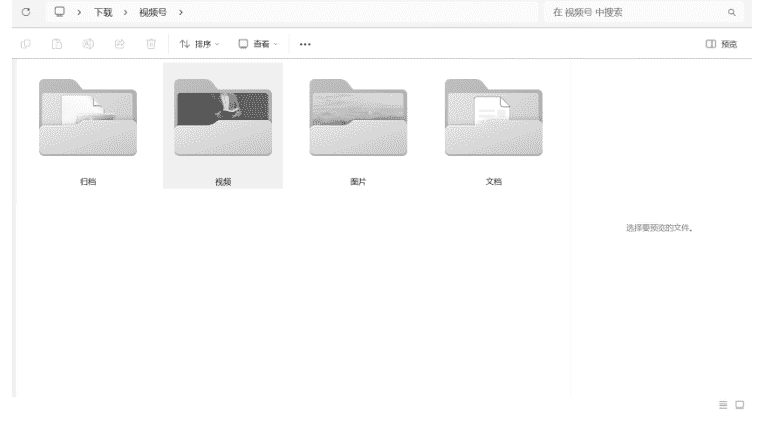 下载 > 视频号 > 在 视频号 中搜索
排序 查看 ••• 预览
归档 视频 图片 文档
选择要预览的文件。